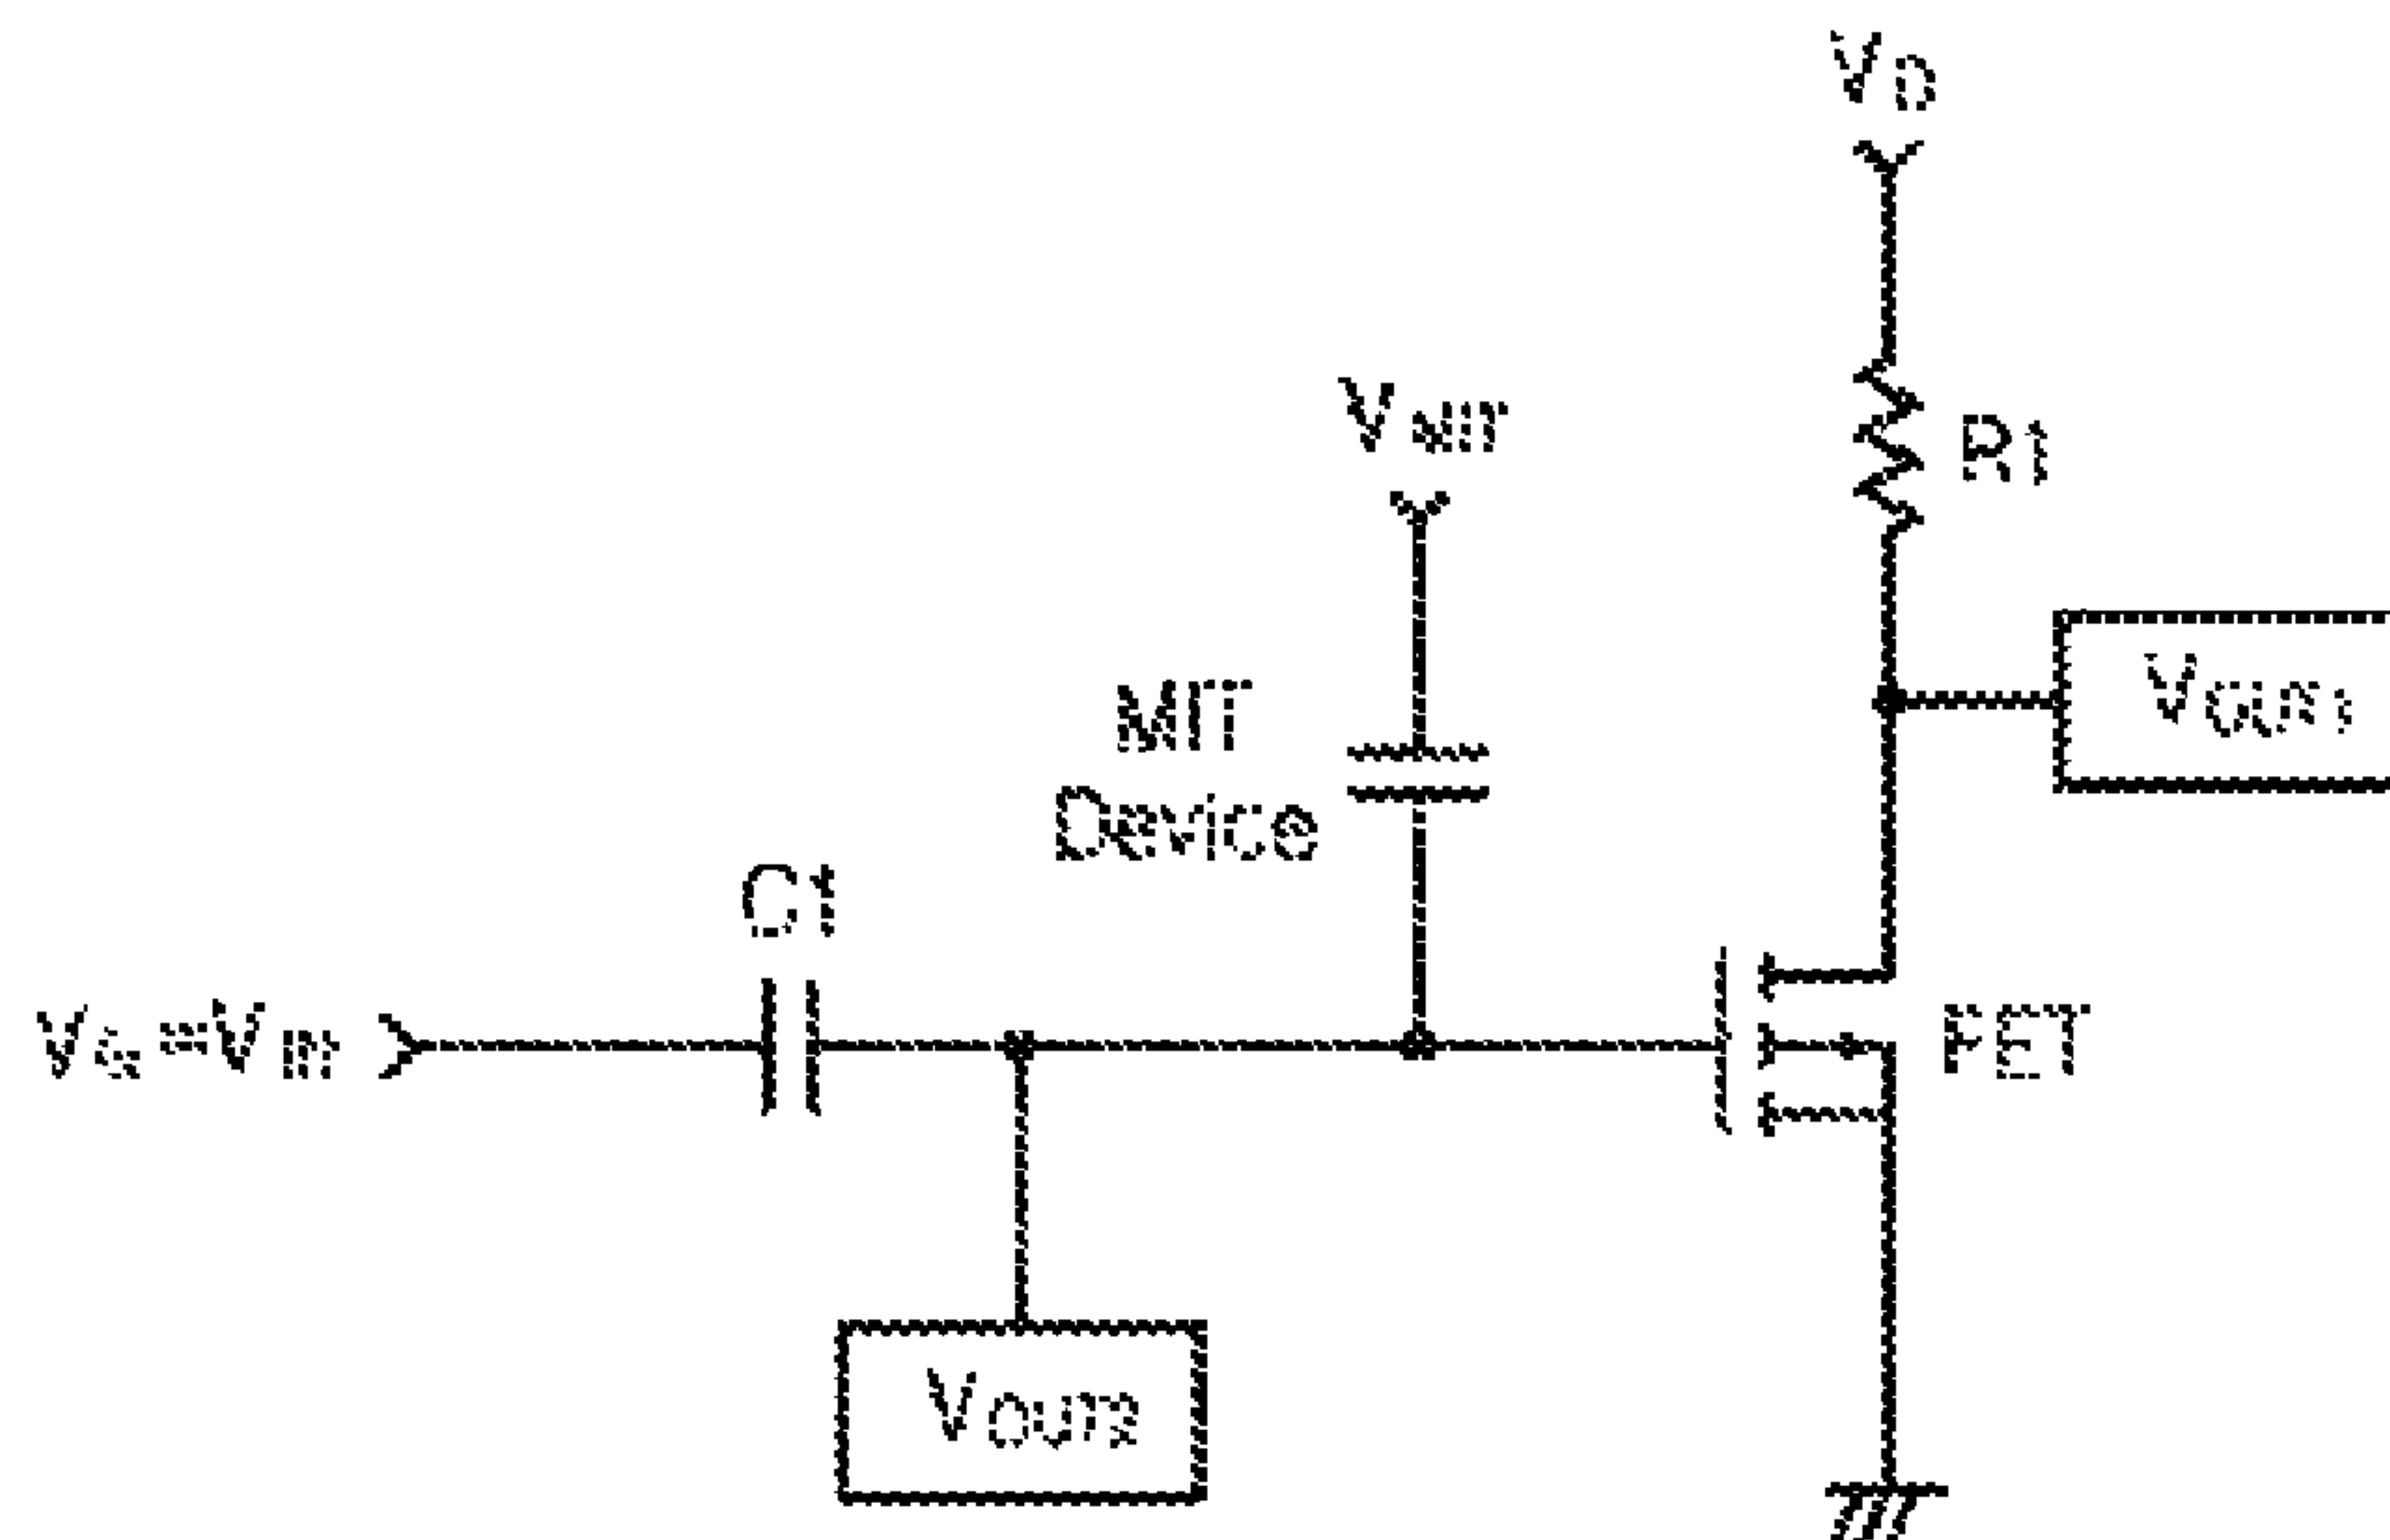 VD
VMIT
R1
MIT
Device
VOUT1
C1
VG=VIN
FET
VOUT2